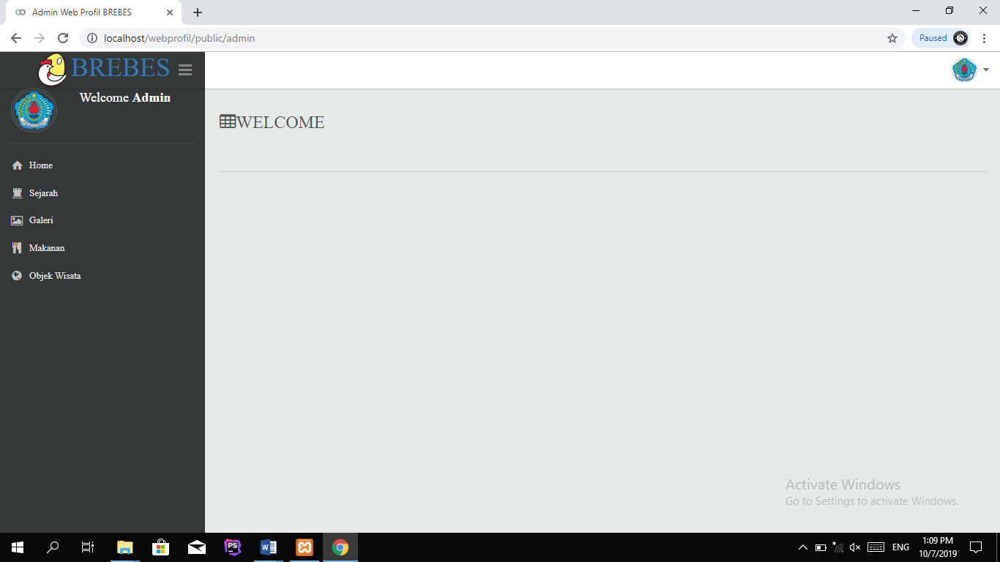 Admin Web Profil BREBES
localhost/webprofil/public/admin
Paused
BREBES
Welcome Admin
WELCOME
Home
Sejarah
Galeri
Makanan
Objek Wisata
Activate Windows
Go to Settings to activate Windows.
PS
W
ENG
1:09 PM
10/7/2019